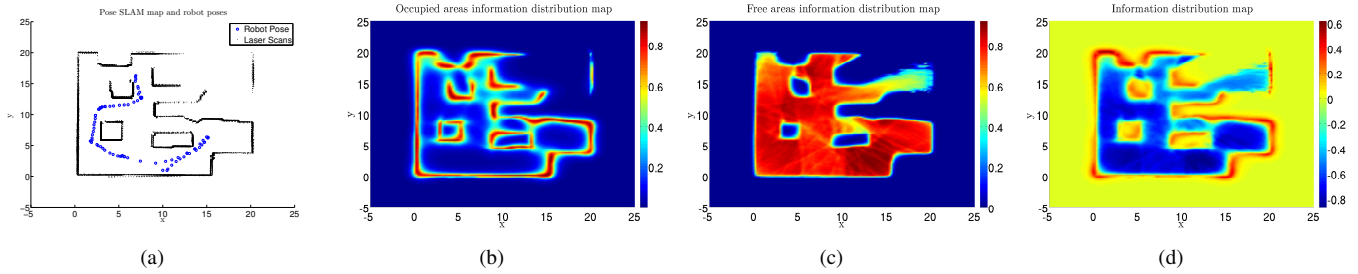 Pose SLAM map and robot poses
Robot Pose
Laser Scans
25
20
15
10
5
0
-5
y
-5 0 5 10 15 20 25
x
(a)
Occupied areas information distribution map
25
20
15
10
5
0
-5
y
-5 0 5 10 15 20 25
x
0.8
0.6
0.4
0.2
(b)
Free areas information distribution map
25
20
15
10
5
0
-5
y
-5 0 5 10 15 20 25
x
0.8
0.6
0.4
0.2
0
(c)
Information distribution map
25
20
15
10
5
0
-5
y
-5 0 5 10 15 20 25
x
0.6
0.4
0.2
0
-0.2
-0.4
-0.6
-0.8
(d)